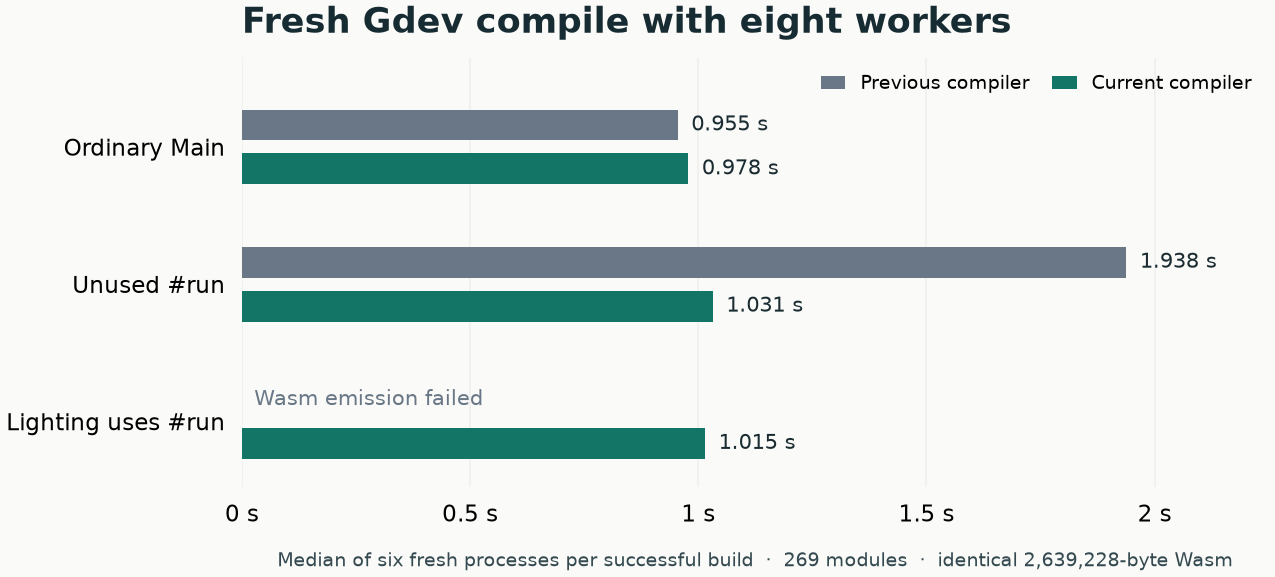 Fresh Gdev compile with eight workers
Previous compiler
Current compiler
Ordinary Main
0.955 s
0.978 s
Unused #run
1.938 s
1.031 s
Wasm emission failed
Lighting uses #run
1.015 s
0 s
0.5 s
1 s
1.5 s
2 s
Median of six fresh processes per successful build · 269 modules · identical 2,639,228-byte Wasm